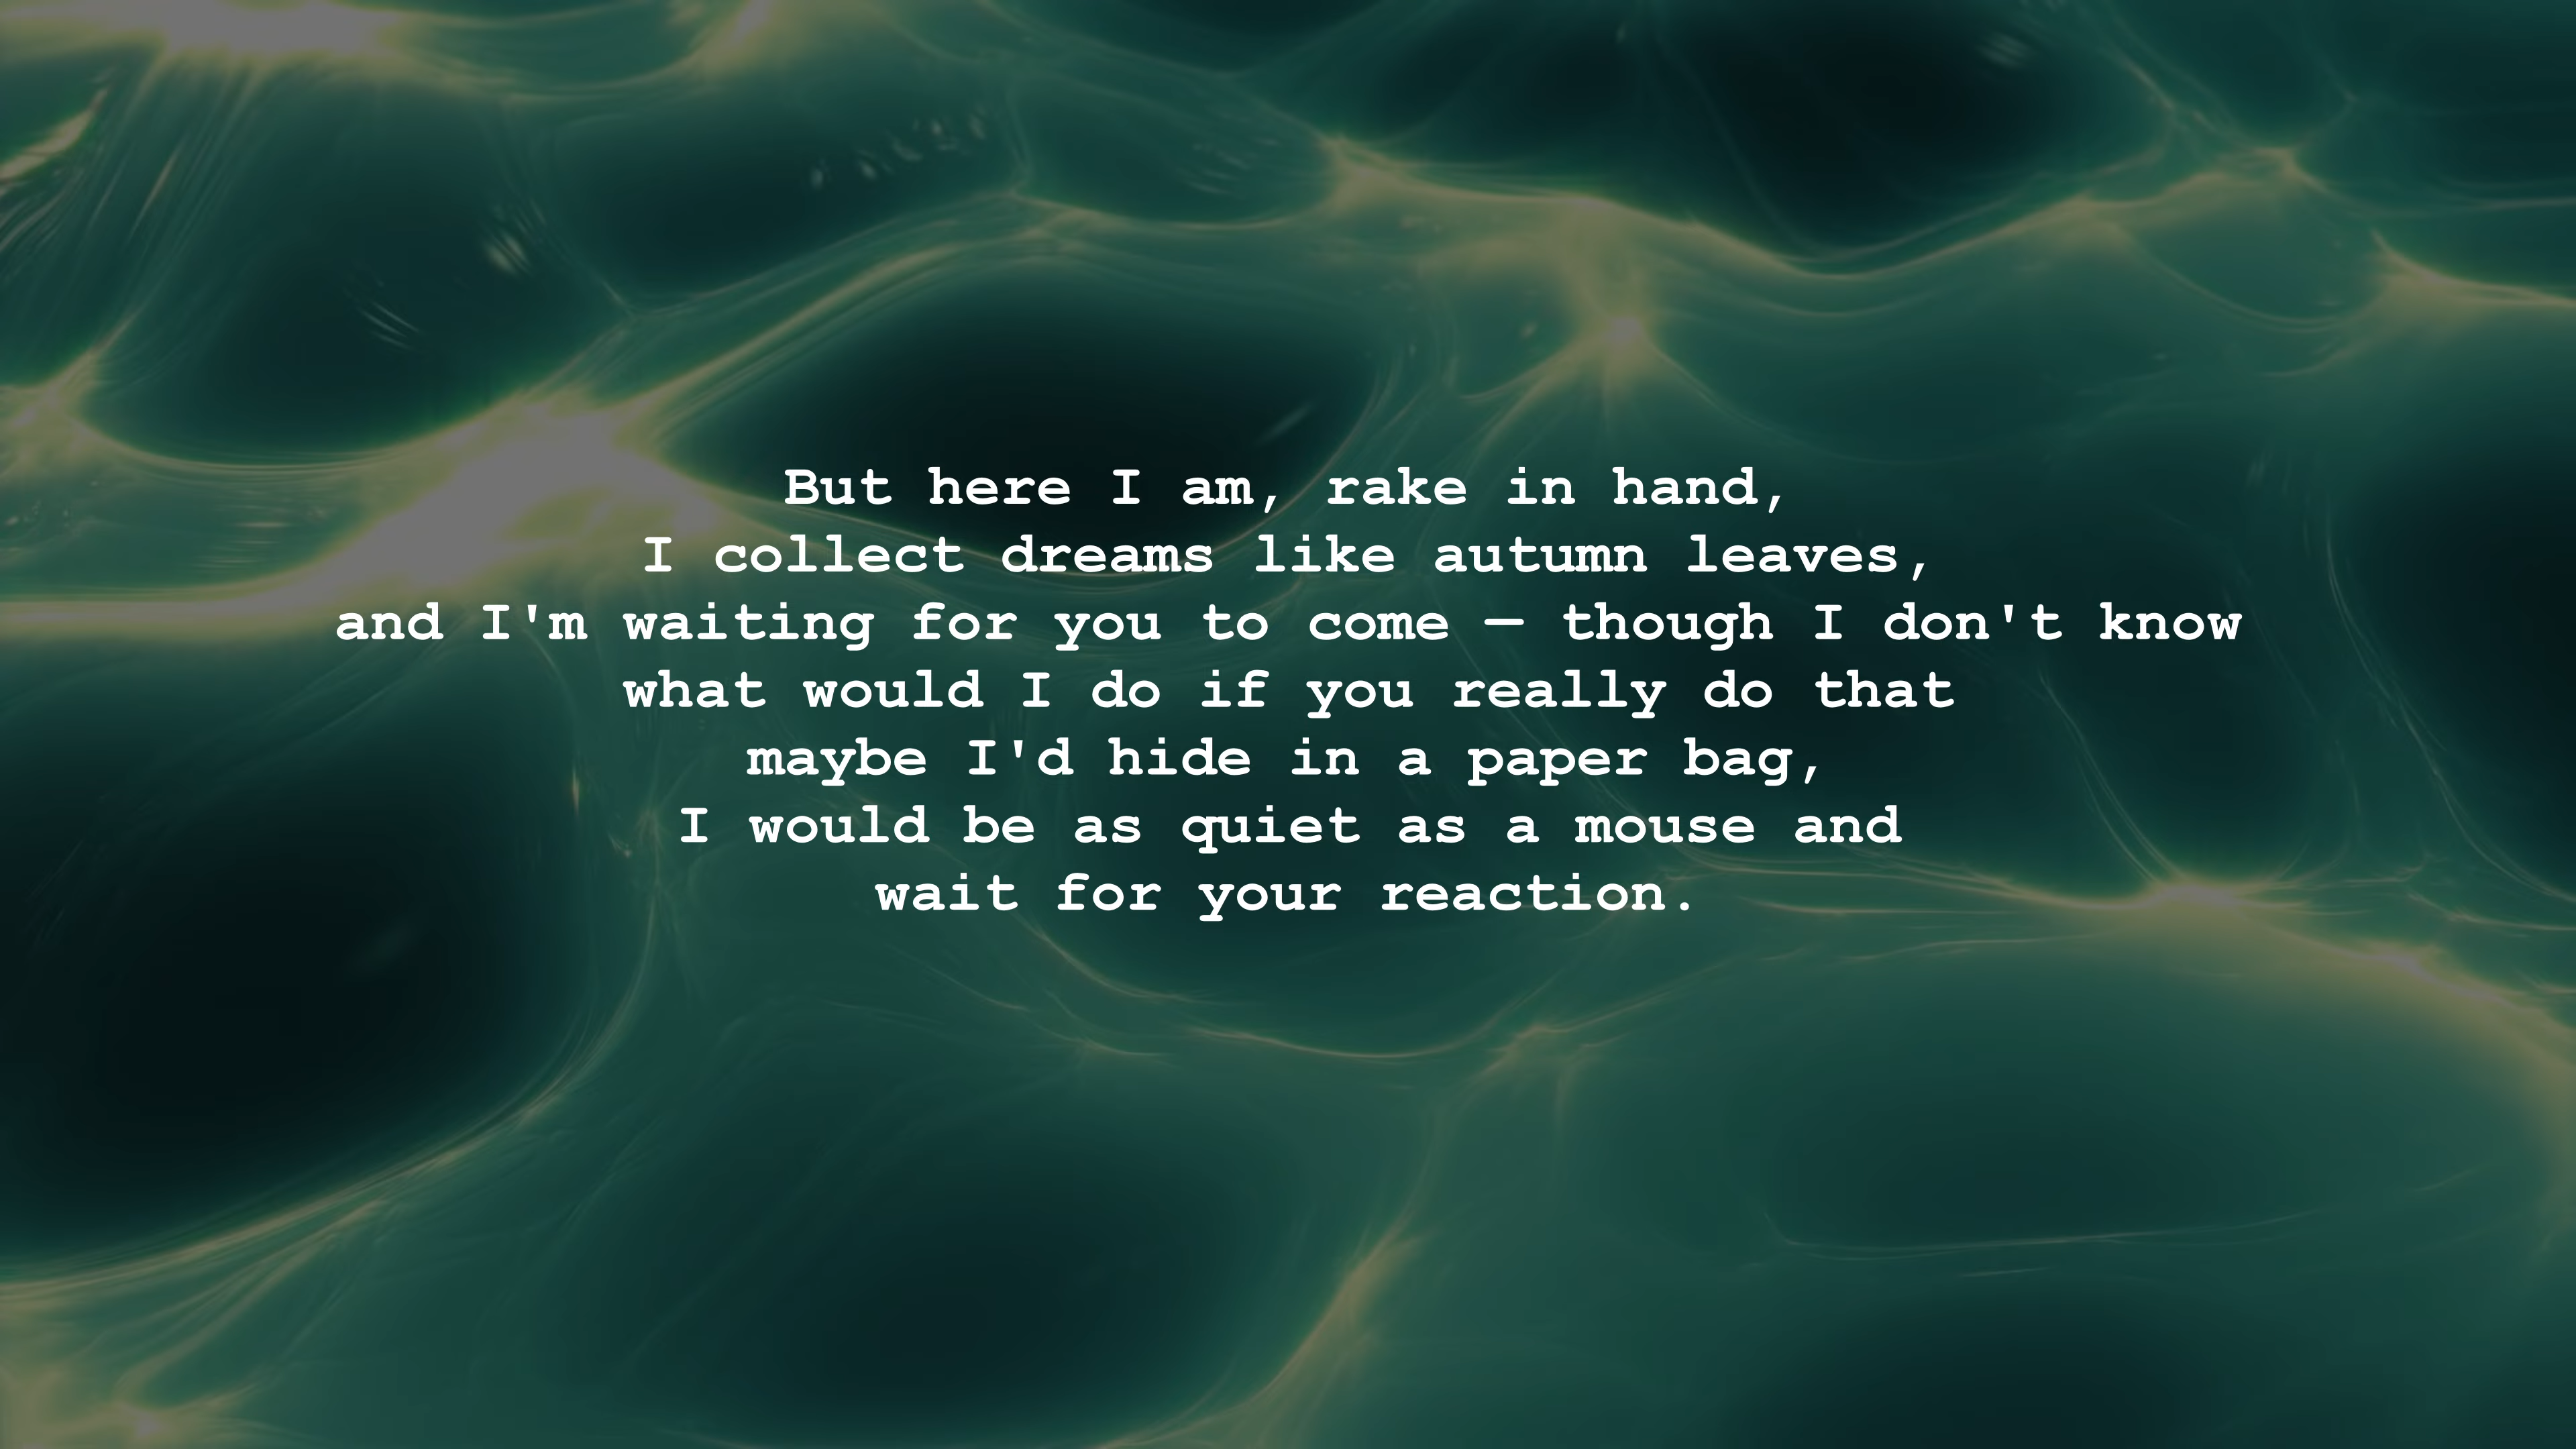 But here I am, rake in hand,
I collect dreams like autumn leaves,
and I'm waiting for you to come — though I don't know
what would I do if you really do that
maybe I'd hide in a paper bag,
I would be as quiet as a mouse and
wait for your reaction.